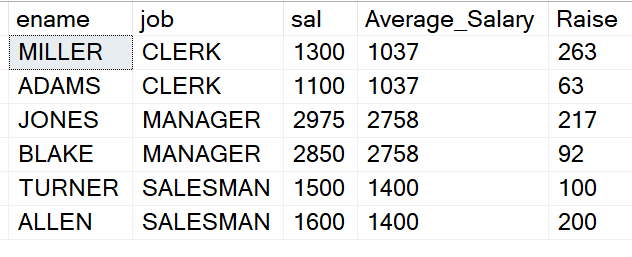 ename job sal Average_Salary Raise
MILLER CLERK 1300 1037 263
ADAMS CLERK 1100 1037 63
JONES MANAGER 2975 2758 217
BLAKE MANAGER 2850 2758 92
TURNER SALESMAN 1500 1400 100
ALLEN SALESMAN 1600 1400 200